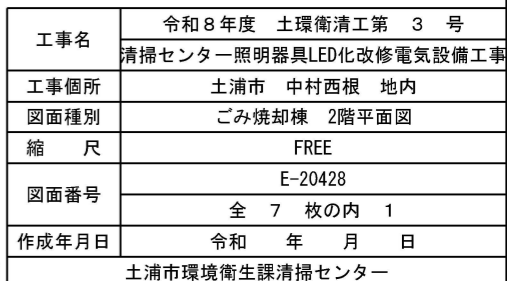 工事名
令和８年度　土環衛清工第　３　号
清掃センター照明器具LED化改修電気設備工事
工事個所　土浦市　中村西根　地内
図面種別　ごみ焼却棟　2階平面図
縮　尺　FREE
図面番号
E-20428
全　７　枚の内　１
作成年月日　令和　年　月　日
土浦市環境衛生課清掃センター